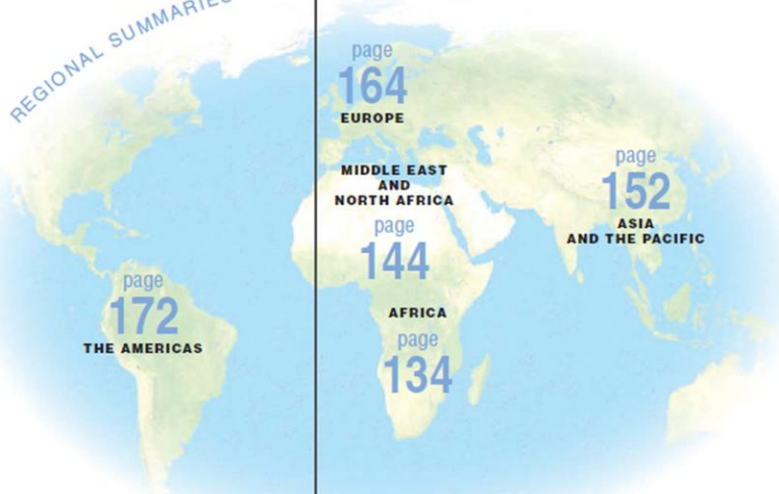 REGIONAL SUMMARIES
page
164
EUROPE
MIDDLE EAST
AND
NORTH AFRICA
page
144
page
152
ASIA
AND THE PACIFIC
page
172
THE AMERICAS
AFRICA
page
134